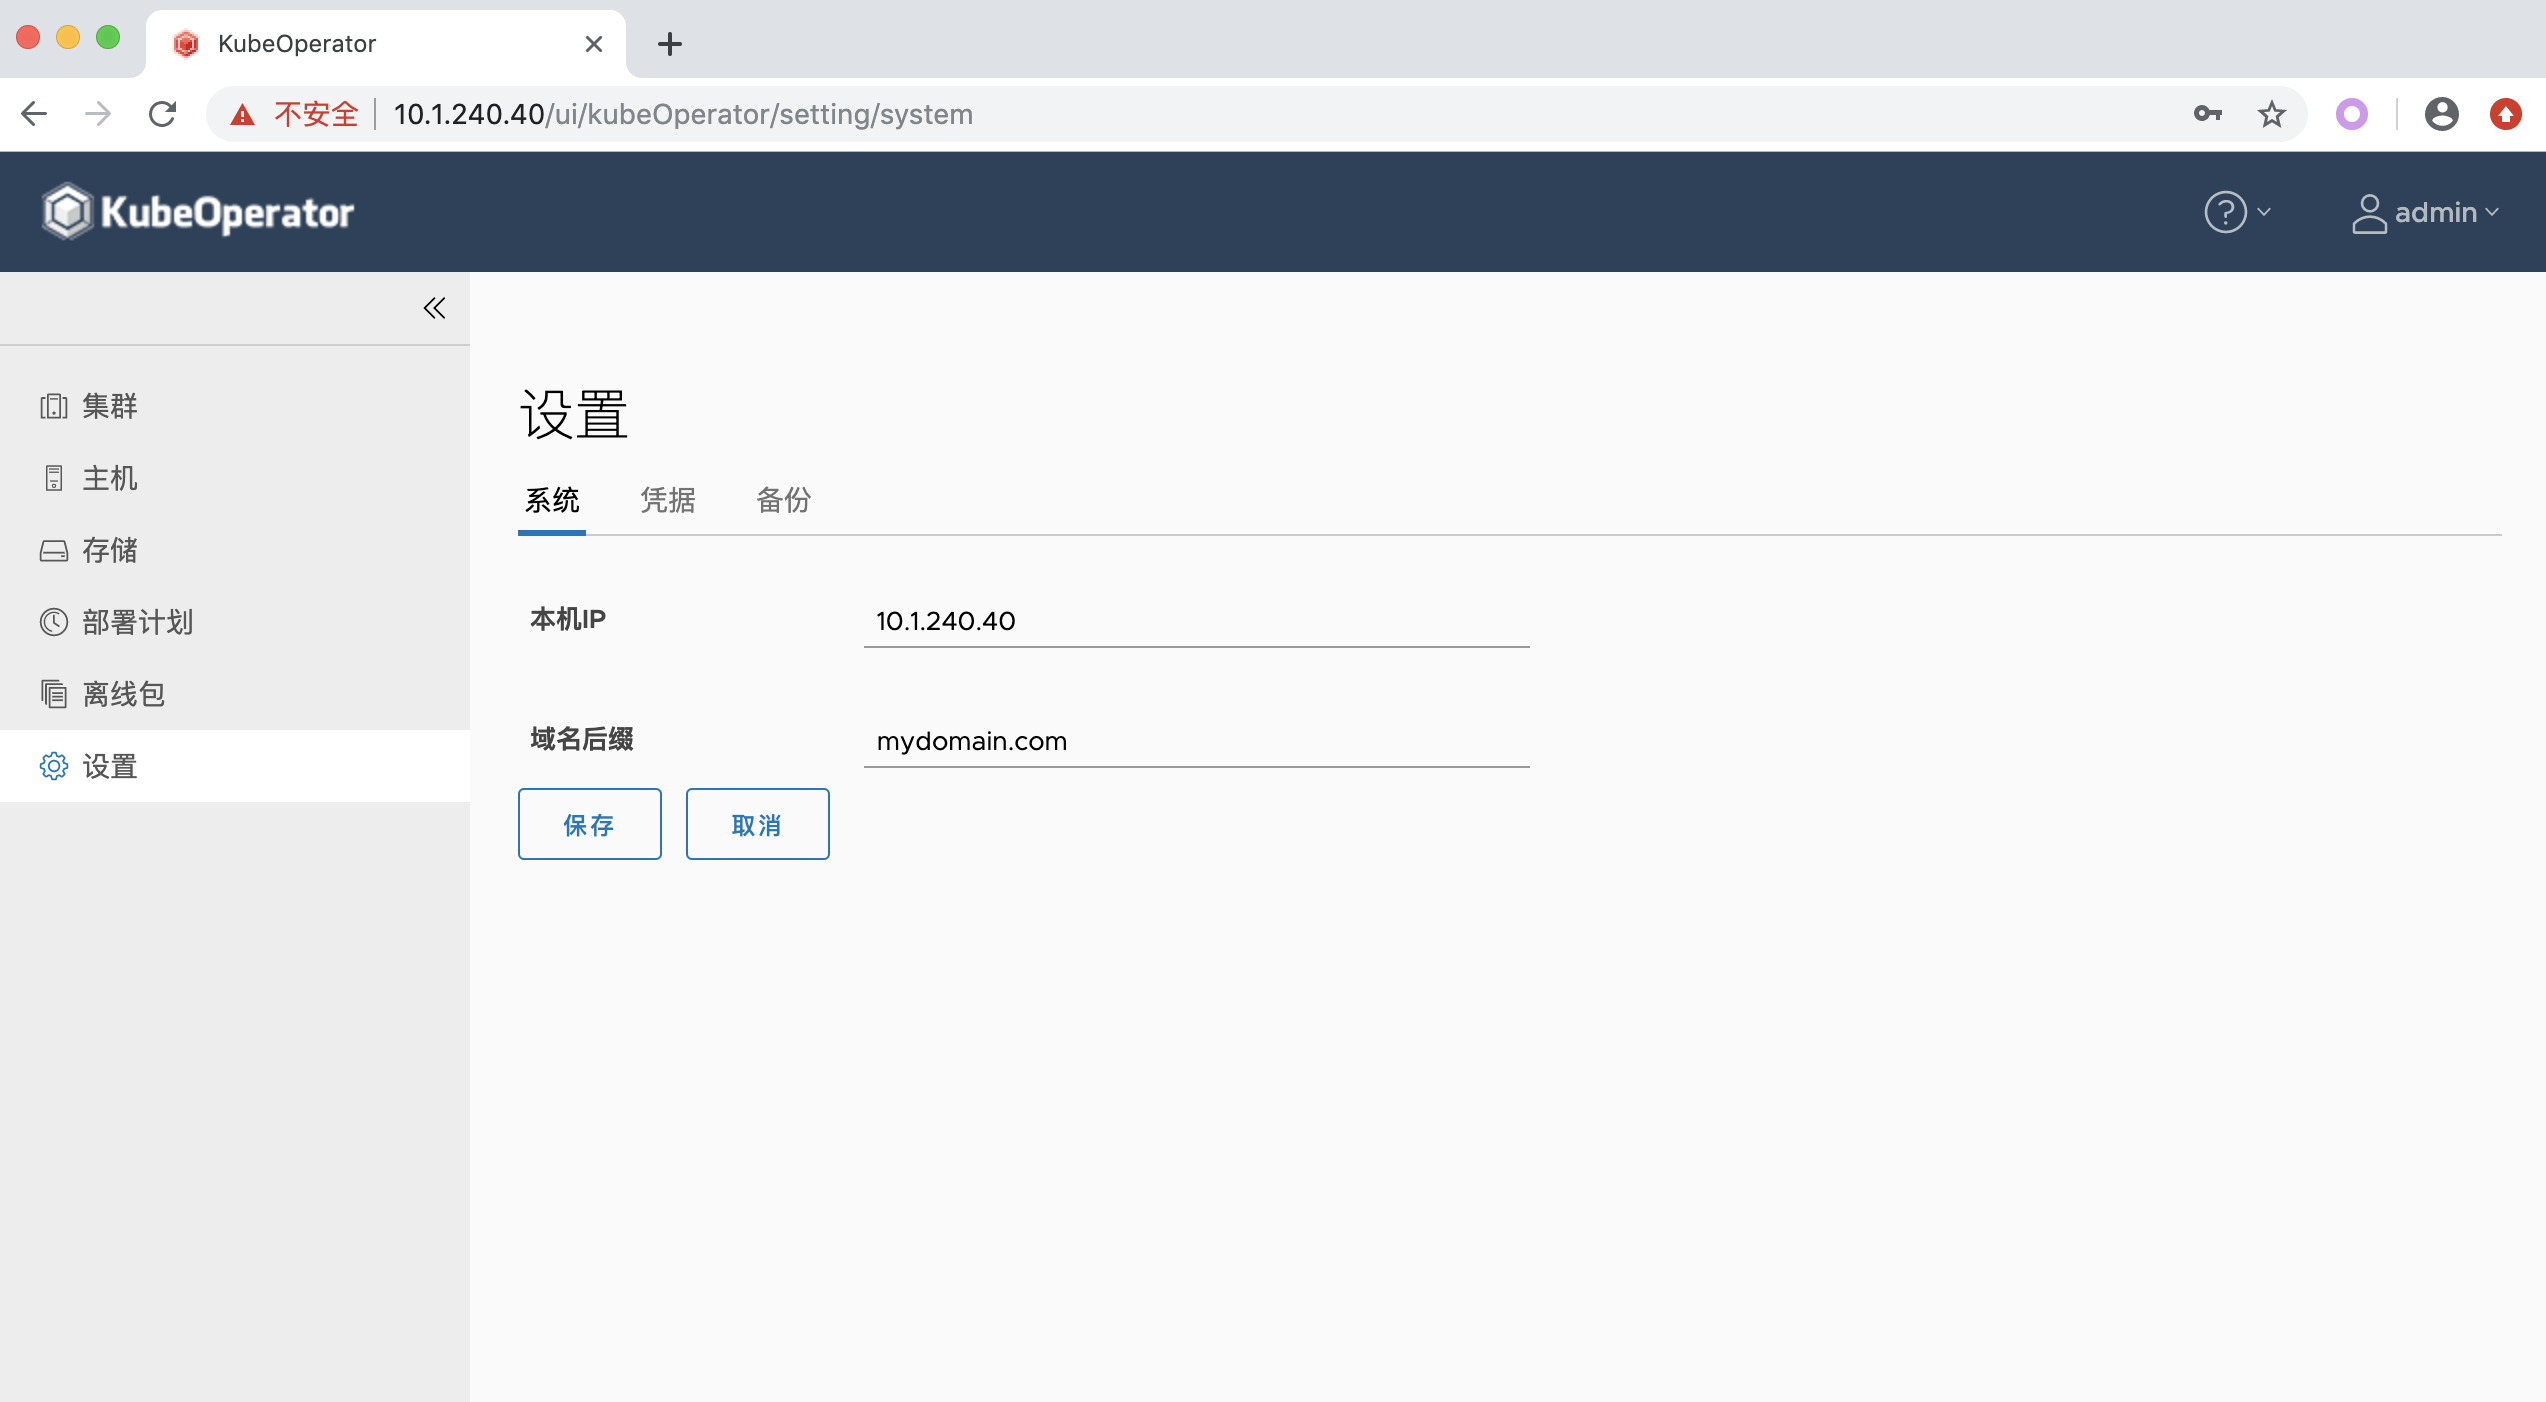 KubeOperator
不安全 10.1.240.40/ui/kubeOperator/setting/system
KubeOperator
admin
集群
主机
存储
部署计划
离线包
设置
设置
系统 凭据 备份
本机IP 10.1.240.40
域名后缀 mydomain.com
保存 取消